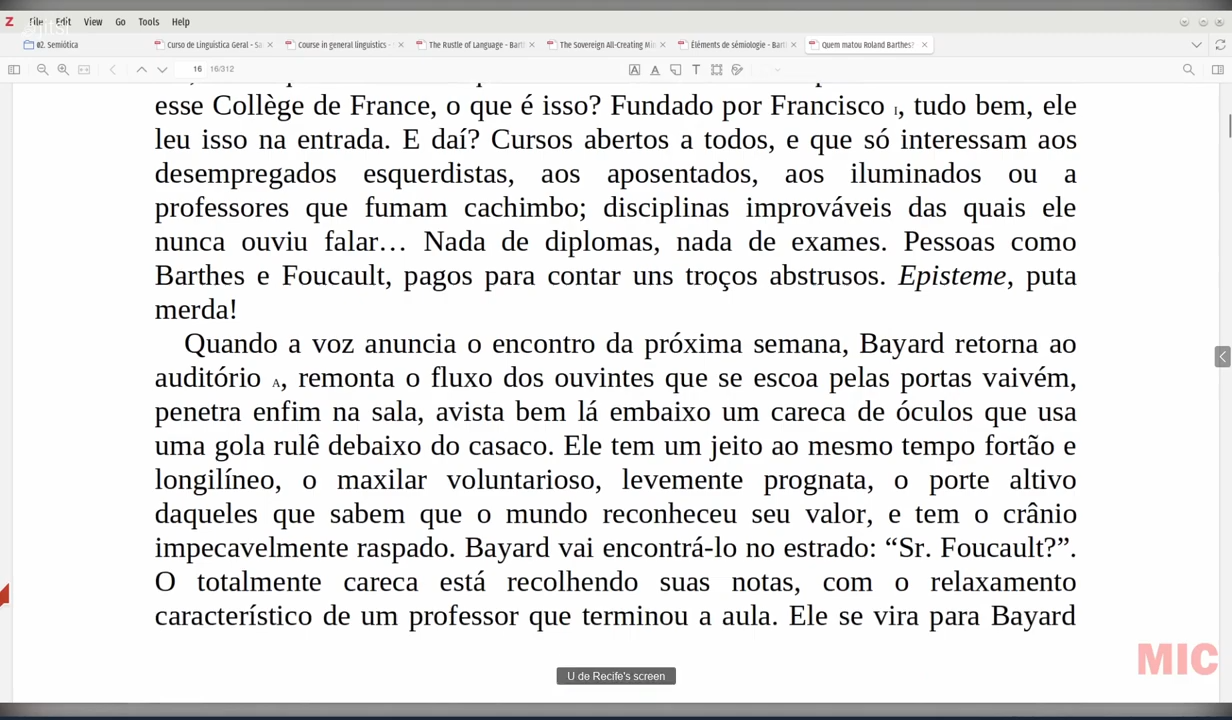 File Edit View Go Tools Help
#2. Semiótica
Curso de Linguística Geral - Sa
Course in general linguistics -
The Rustle of Language - Bart
The Sovereign All-Creating Mi
Éléments de sémiologie - Bart
Quem matou Roland Barthes?
16 16/312
esse Collège de France, o que é isso? Fundado por Francisco I, tudo bem, ele
leu isso na entrada. E daí? Cursos abertos a todos, e que só interessam aos
desempregados esquerdistas, aos aposentados, aos iluminados ou a
professores que fumam cachimbo; disciplinas improváveis das quais ele
nunca ouviu falar… Nada de diplomas, nada de exames. Pessoas como
Barthes e Foucault, pagos para contar uns troços abstrusos. Episteme, puta
merda!
Quando a voz anuncia o encontro da próxima semana, Bayard retorna ao
auditório A, remonta o fluxo dos ouvintes que se escoa pelas portas vaivém,
penetra enfim na sala, avista bem lá embaixo um careca de óculos que usa
uma gola rulê debaixo do casaco. Ele tem um jeito ao mesmo tempo fortão e
longilíneo, o maxilar voluntarioso, levemente prognata, o porte altivo
daqueles que sabem que o mundo reconheceu seu valor, e tem o crânio
impecavelmente raspado. Bayard vai encontrá-lo no estrado: “Sr. Foucault?”.
O totalmente careca está recolhendo suas notas, com o relaxamento
característico de um professor que terminou a aula. Ele se vira para Bayard
MIC
U de Recife's screen